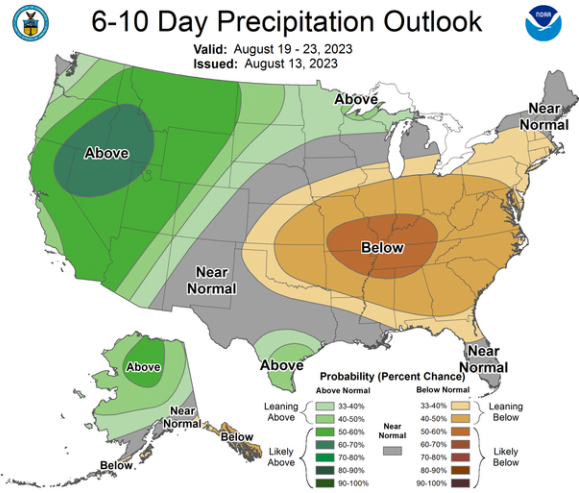 6-10 Day Precipitation Outlook
Valid: August 19 - 23, 2023
Issued: August 13, 2023
NOAA
Above
Near
Normal
Above
Below
Near
Normal
Above
Near
Normal
Above
Near
Normal
Below
Below
Probability (Percent Chance)
Above Normal
Below Normal
Leaning
Above
33-40%
40-50%
Likely
Above
50-60%
60-70%
70-80%
80-90%
90-100%
Near
Normal
33-40%
40-50%
Leaning
Below
50-60%
60-70%
70-80%
80-90%
90-100%
Likely
Below